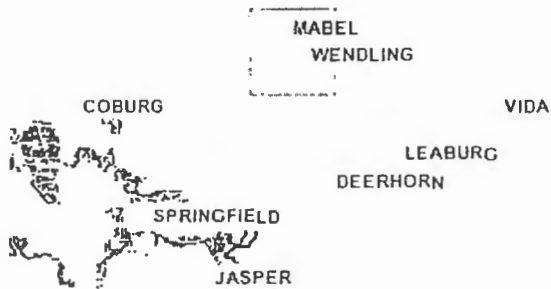 MABEL
WENDLING
COBURG
VIDA
LEABURG
DEERHORN
SPRINGFIELD
JASPER